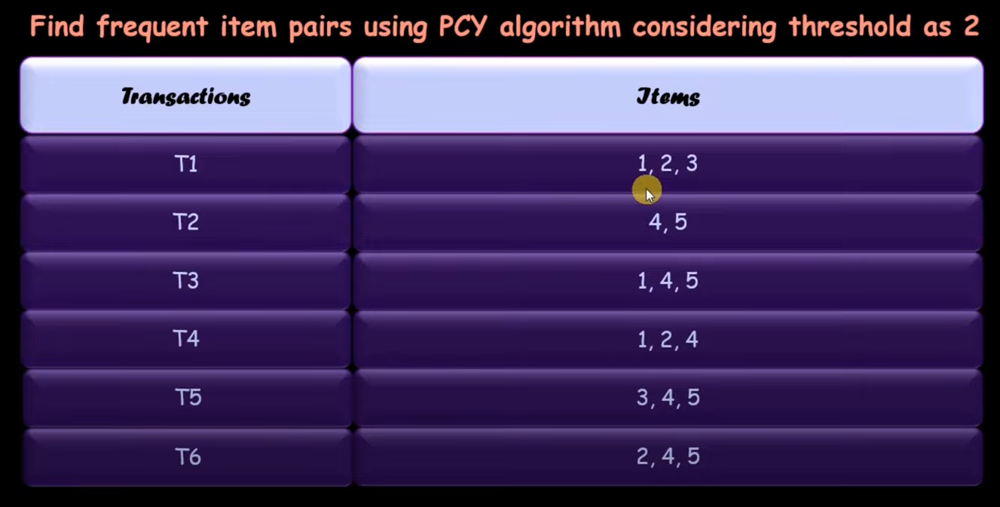 Find frequent item pairs using PCY algorithm considering threshold as 2
Transactions Items
T1 1, 2, 3
T2 4, 5
T3 1, 4, 5
T4 1, 2, 4
T5 3, 4, 5
T6 2, 4, 5